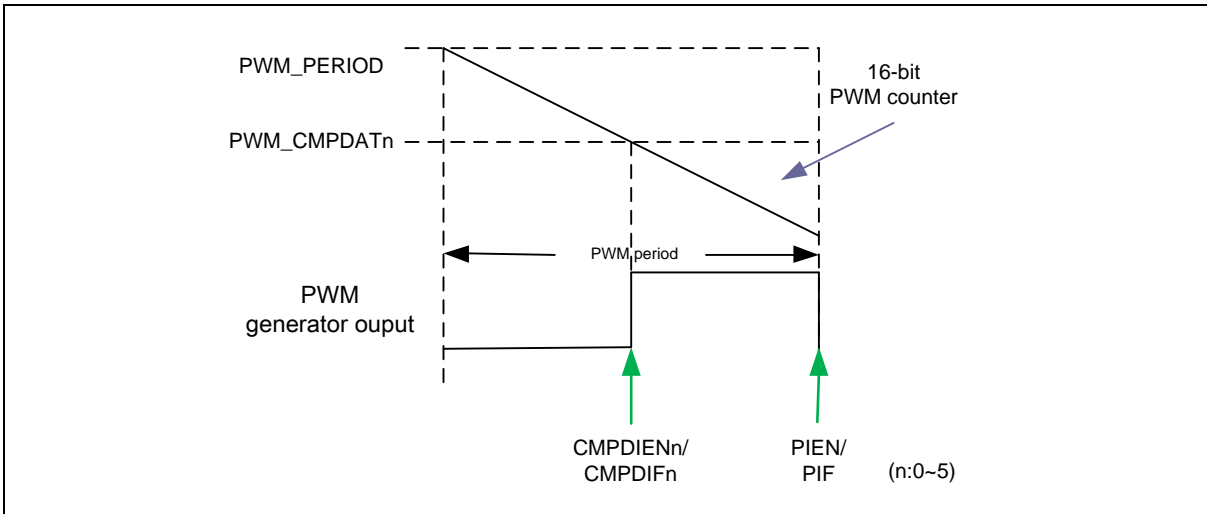 PWM_PERIOD
16-bit
PWM counter
PWM_CMPDATn
PWM period
PWM
generator ouput
CMPDIENn/
CMPDIFn
PIEN/
PIF
(n:0~5)